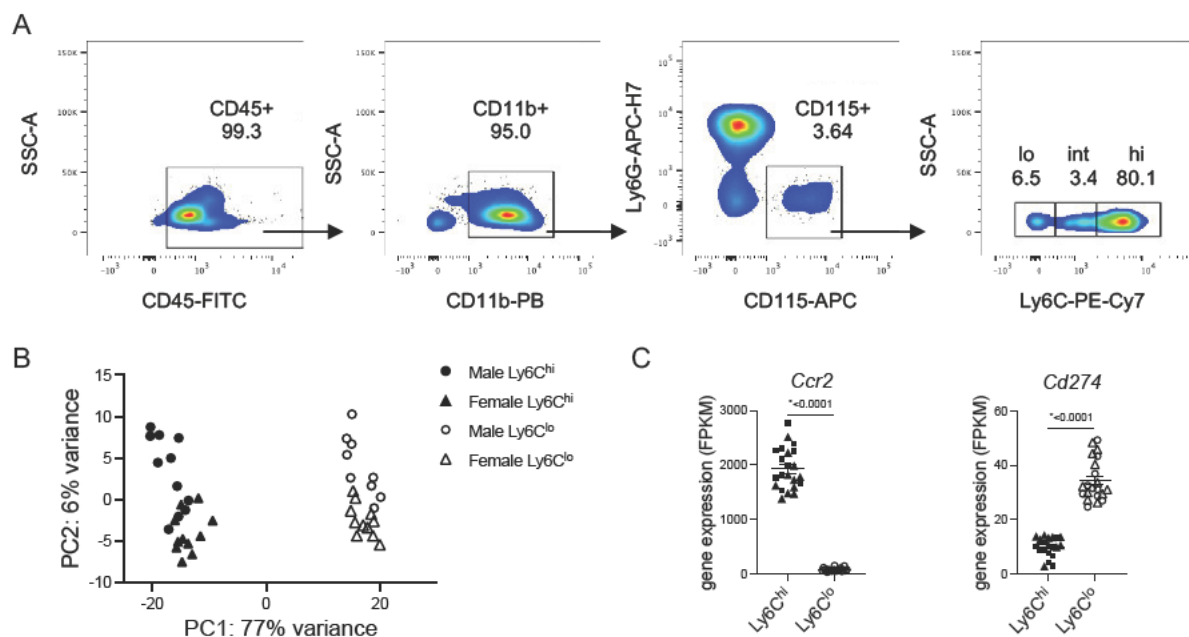 A
SSC-A
150K
100K
50K
0
CD45+
99.3
-10³ 0 10³ 10⁴
CD45-FITC
SSC-A
150K
100K
50K
0
CD11b+
95.0
-10³ 0 10³ 10⁴ 10⁵
CD11b-PB
Ly6G-APC-H7
10⁵
10⁴
10³
0
-10³
CD115+
3.64
-10³ 0 10³ 10⁴ 10⁵
CD115-APC
SSC-A
150K
100K
50K
0
lo int hi
6.5 3.4 80.1
-10³ 0 10³ 10⁴
Ly6C-PE-Cy7
B
PC2: 6% variance
15
10
5
0
-5
-10
-20 0 20
PC1: 77% variance
Male Ly6Cʰⁱ
Female Ly6Cʰⁱ
Male Ly6Cˡᵒ
Female Ly6Cˡᵒ
C
Ccr2
gene expression (FPKM)
*<0.0001
3000
2000
1000
0
Ly6Cʰⁱ
Ly6Cˡᵒ
Cd274
gene expression (FPKM)
*<0.0001
60
40
20
0
Ly6Cʰⁱ
Ly6Cˡᵒ